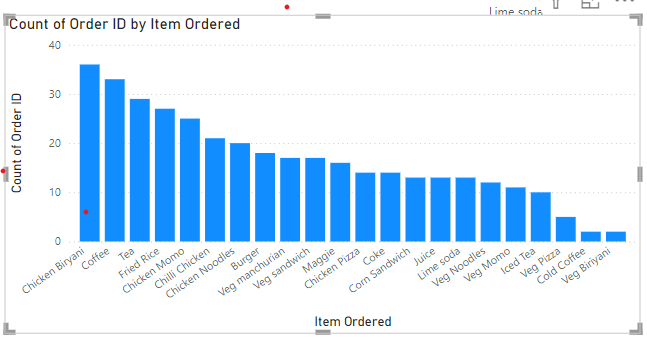 Lime soda
Count of Order ID by Item Ordered
40
30
20
10
0
Count of Order ID
Chicken Biryani
Coffee
Tea
Fried Rice
Chicken Momo
Chilli Chicken
Chicken Noodles
Burger
Veg manchurian
Veg sandwich
Maggie
Chicken Pizza
Coke
Corn Sandwich
Juice
Lime soda
Veg Noodles
Veg Momo
Iced Tea
Veg Pizza
Cold Coffee
Veg Biriyani
Item Ordered